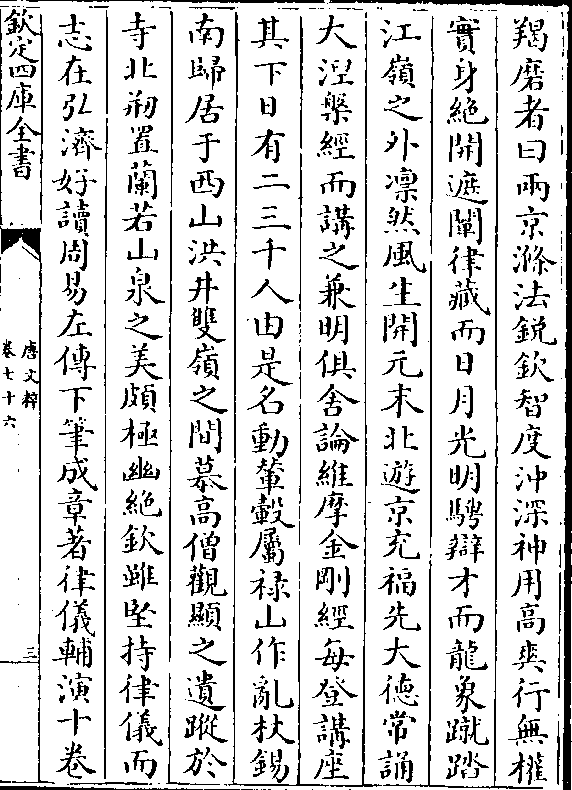 羯磨者曰兩京滌法銳欽智度沖深神用高爽行無權
實身絶開遮闡律藏而日月光明騁辯才而龍象蹴踏
江嶺之外凛然風生開元末北遊京充福先大德常誦
大涅槃經而講之兼明俱舍論維摩金剛經每登講座
其下日有二三千人由是名動輦轂屬禄山作亂杖錫
南歸居于西山洪井雙嶺之間慕高僧觀顯之遺蹤於
寺北剏置蘭若山泉之美頗極幽絶欽雖堅持律儀而
志在弘濟好讀周易左傳下筆成章著律儀輔演十卷
欽定四庫全書
唐文粹
卷七十六
三